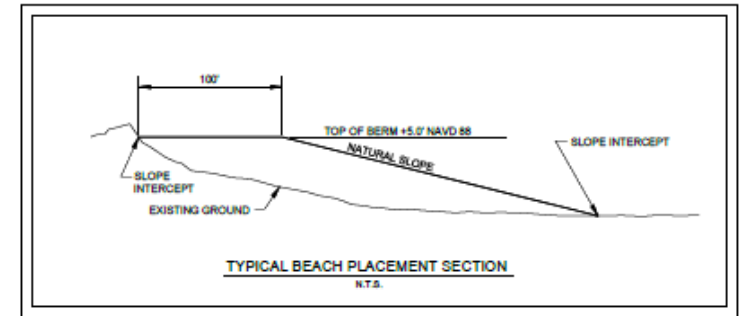 100'
TOP OF BERM +5.0' NAVD 88
NATURAL SLOPE
SLOPE INTERCEPT
SLOPE
INTERCEPT
EXISTING GROUND
TYPICAL BEACH PLACEMENT SECTION
N.T.S.